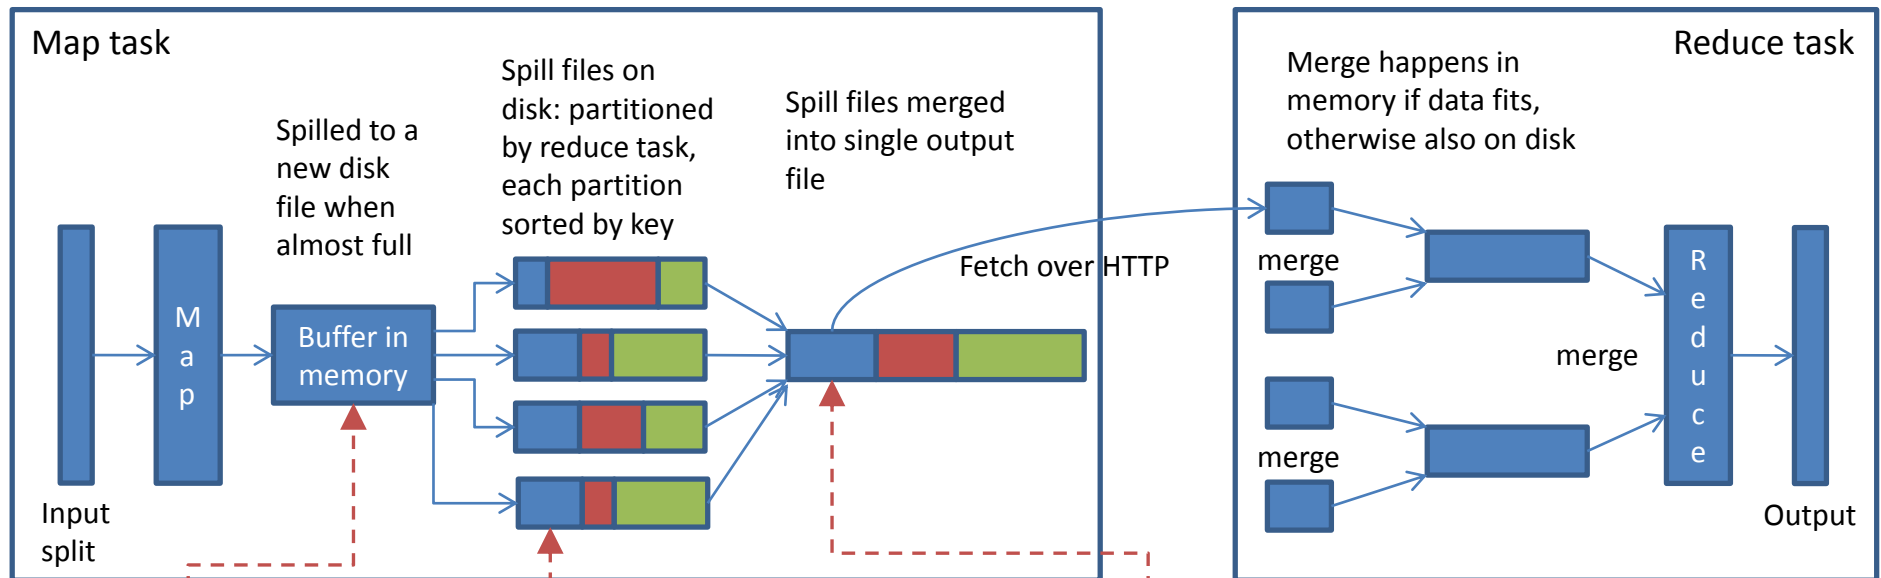 Map task
Spilled to a
new disk
file when
almost full
Spill files on
disk: partitioned
by reduce task,
each partition
sorted by key
Spill files merged
into single output
file
Input
split
Map
Buffer in
memory
Fetch over HTTP
Reduce task
Merge happens in
memory if data fits,
otherwise also on disk
merge
merge
merge
Reduce
Output